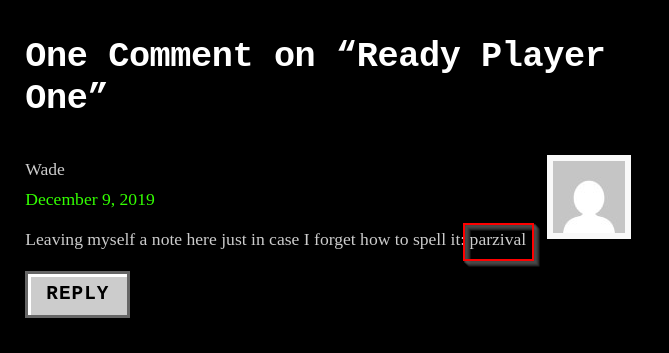 One Comment on “Ready Player
One”
Wade
December 9, 2019
Leaving myself a note here just in case I forget how to spell it: parzival
REPLY